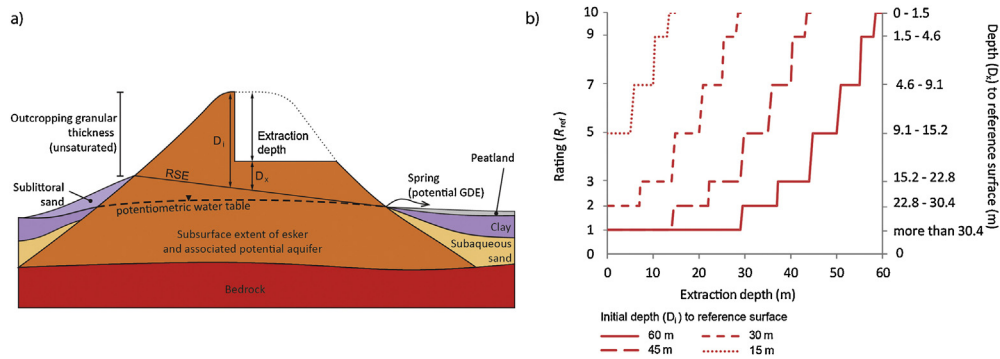 a)
Outcropping granular
thickness
(unsaturated)
Di
Extraction
depth
Dx
RSE
Sublittoral
sand
potentiometric water table
Spring
(potential GDE)
Peatland
Clay
Subaqueous
sand
Subsurface extent of esker
and associated potential aquifer
Bedrock
b)
Rating (Rref)
10
9
7
5
3
2
1
0
0 - 1.5
1.5 - 4.6
4.6 - 9.1
9.1 - 15.2
15.2 - 22.8
22.8 - 30.4
more than 30.4
0
Depth (Dx) to reference surface (m)
0 10 20 30 40 50 60
Extraction depth (m)
Initial depth (Di) to reference surface
60 m
30 m
45 m
15 m